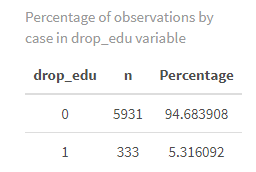 Percentage of observations by
case in drop_edu variable
drop_edu n Percentage
0 5931 94.683908
1 333 5.316092